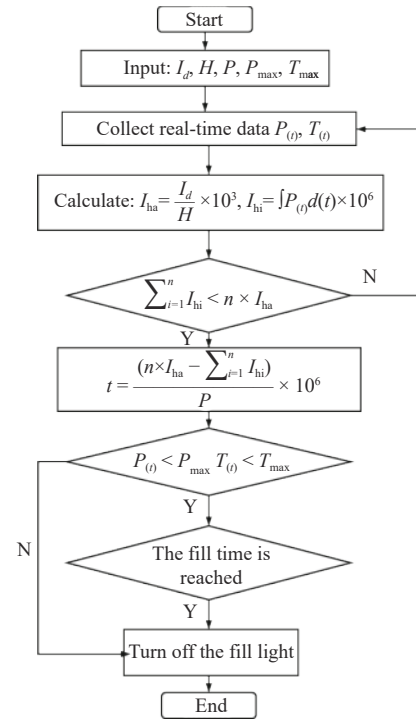 Start
Input: I_d, H, P, P_max, T_max
Collect real-time data P_(t), T_(t)
Calculate: I_ha = I_d/H ×10^3, I_hi = ∫P_(t)d(t)×10^6
N
∑_{i=1}^{n} I_hi < n × I_ha
Y
t = (n×I_ha − ∑_{i=1}^{n} I_hi)/P × 10^6
P_(t) < P_max T_(t) < T_max
Y
N
The fill time is
reached
Y
Turn off the fill light
End